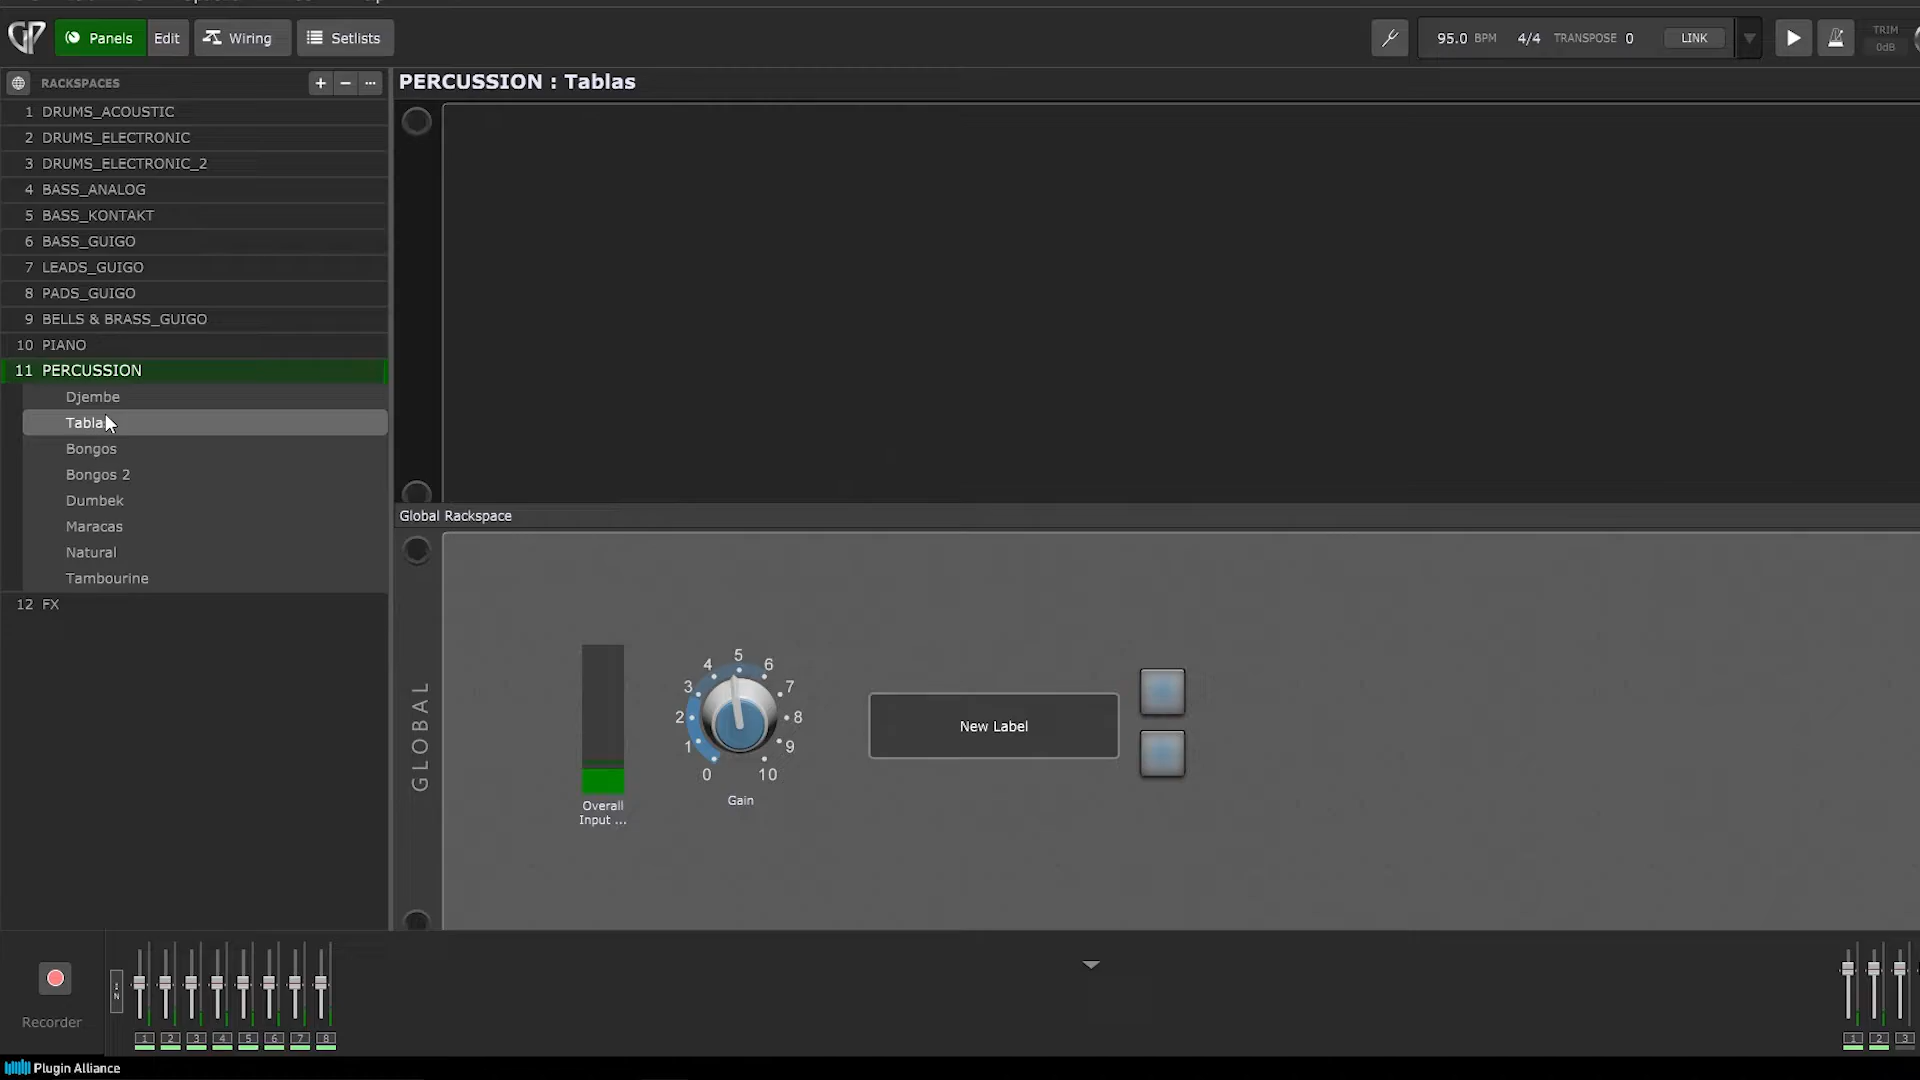 GP Panels Edit Wiring Setlists 95.0 BPM 4/4 TRANSPOSE 0 LINK TRIM
0dB
RACKSPACES + − ...
PERCUSSION : Tablas
1 DRUMS_ACOUSTIC
2 DRUMS_ELECTRONIC
3 DRUMS_ELECTRONIC_2
4 BASS_ANALOG
5 BASS_KONTAKT
6 BASS_GUIGO
7 LEADS_GUIGO
8 PADS_GUIGO
9 BELLS & BRASS_GUIGO
10 PIANO
11 PERCUSSION
Djembe
Tablas
Bongos
Bongos 2
Dumbek
Maracas
Natural
Tambourine
12 FX
Global Rackspace
GLOBAL
0 1 2 3 4 5 6 7 8 9 10
Overall
Input ...
Gain
New Label
Recorder
IN
1 2 3 4 5 6 7 8
1 2 3
Plugin Alliance